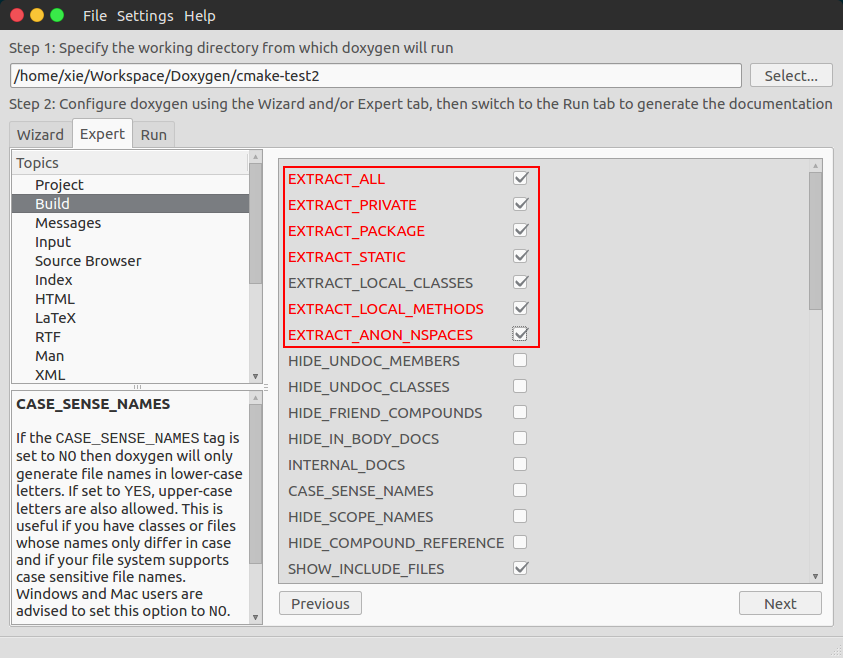 File Settings Help
Step 1: Specify the working directory from which doxygen will run
/home/xie/Workspace/Doxygen/cmake-test2
Select...
Step 2: Configure doxygen using the Wizard and/or Expert tab, then switch to the Run tab to generate the documentation
Wizard Expert Run
Topics
Project
Build
Messages
Input
Source Browser
Index
HTML
LaTeX
RTF
Man
XML
CASE_SENSE_NAMES
If the CASE_SENSE_NAMES tag is
set to NO then doxygen will only
generate file names in lower-case
letters. If set to YES, upper-case
letters are also allowed. This is
useful if you have classes or files
whose names only differ in case
and if your file system supports
case sensitive file names.
Windows and Mac users are
advised to set this option to NO.
EXTRACT_ALL
EXTRACT_PRIVATE
EXTRACT_PACKAGE
EXTRACT_STATIC
EXTRACT_LOCAL_CLASSES
EXTRACT_LOCAL_METHODS
EXTRACT_ANON_NSPACES
HIDE_UNDOC_MEMBERS
HIDE_UNDOC_CLASSES
HIDE_FRIEND_COMPOUNDS
HIDE_IN_BODY_DOCS
INTERNAL_DOCS
CASE_SENSE_NAMES
HIDE_SCOPE_NAMES
HIDE_COMPOUND_REFERENCE
SHOW_INCLUDE_FILES
Previous
Next